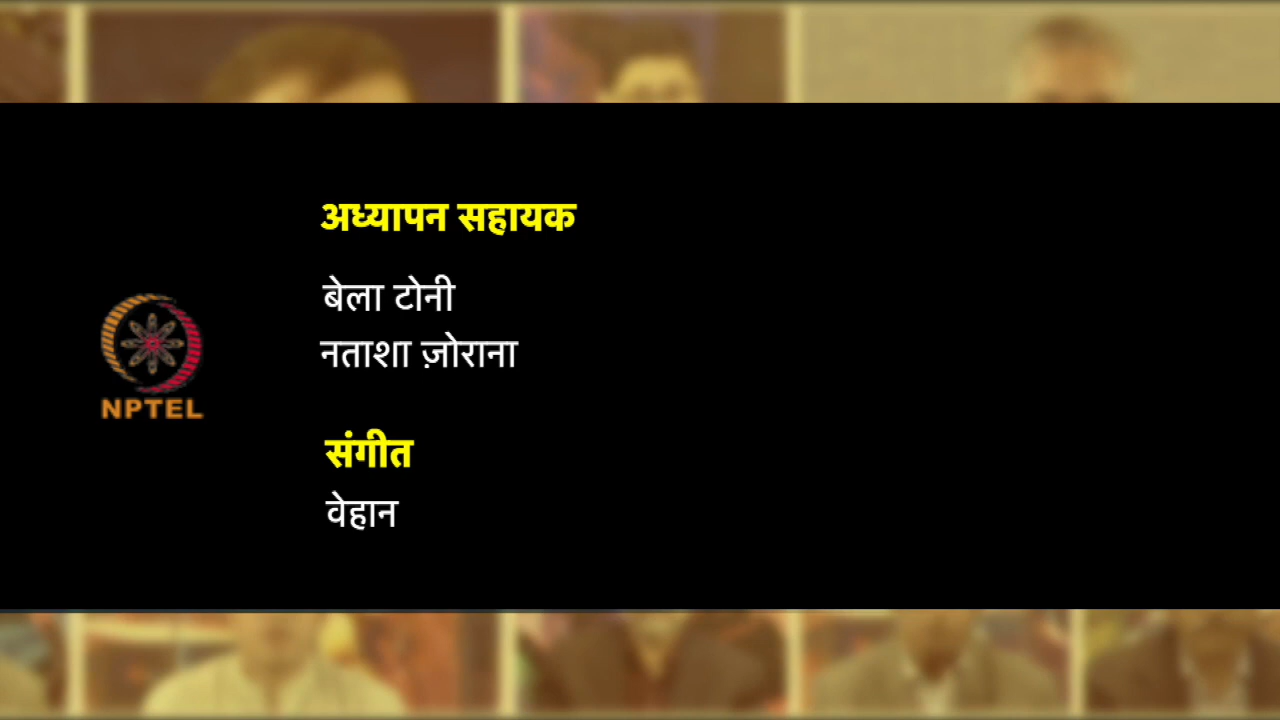 अध्यापन सहायक
बेला टोनी
नताशा ज़ोराना
NPTEL
संगीत
वेहान